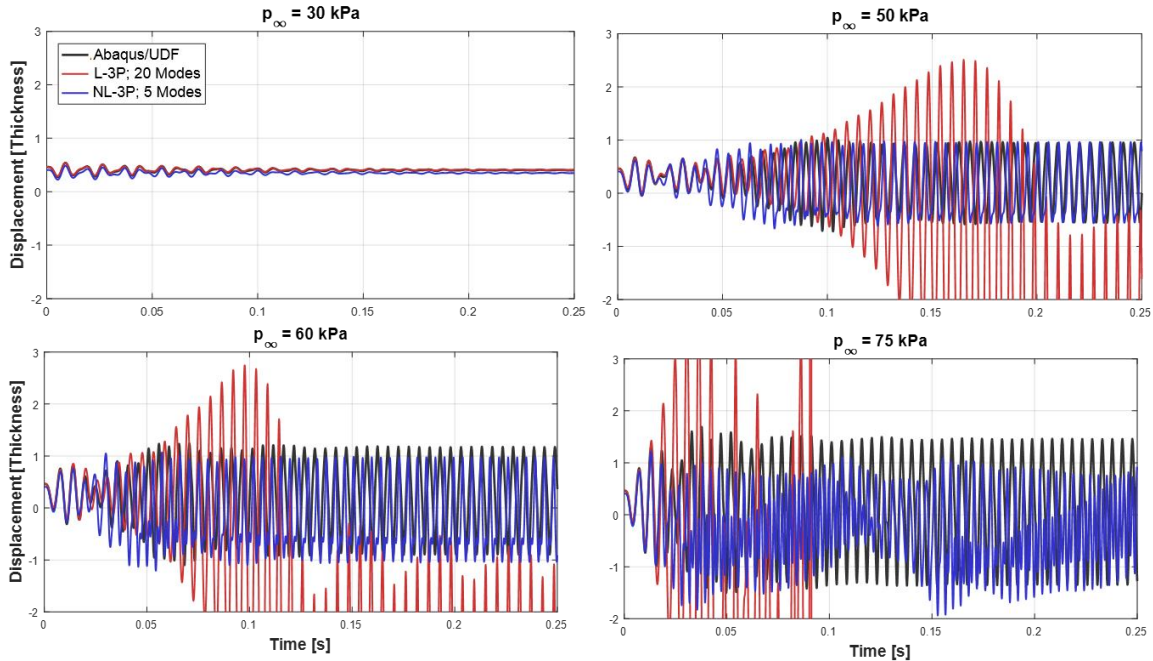 p∞ = 30 kPa
Displacement [Thickness]
3
2
1
0
-1
-2
Abaqus/UDF
L-3P; 20 Modes
NL-3P; 5 Modes
0 0.05 0.1 0.15 0.2 0.25
p∞ = 50 kPa
3
2
1
0
-1
-2
0 0.05 0.1 0.15 0.2 0.25
p∞ = 60 kPa
Displacement [Thickness]
3
2
1
0
-1
-2
0 0.05 0.1 0.15 0.2 0.25
Time [s]
p∞ = 75 kPa
3
2
1
0
-1
-2
0 0.05 0.1 0.15 0.2 0.25
Time [s]